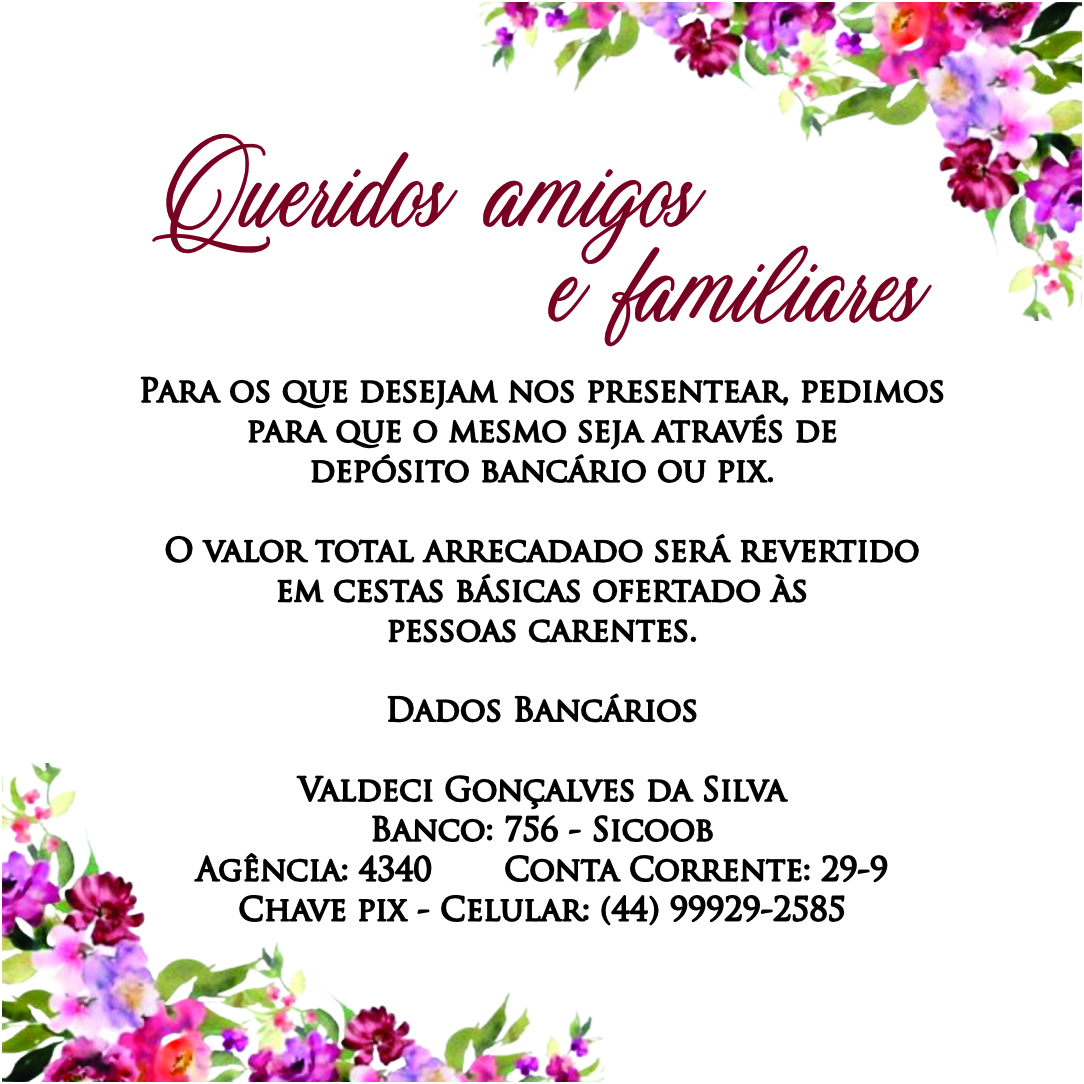 Queridos amigos
e familiares
Para os que desejam nos presentear, pedimos
para que o mesmo seja através de
depósito bancário ou pix.
O valor total arrecadado será revertido
em cestas básicas ofertado às
pessoas carentes.
Dados Bancários
Valdeci Gonçalves da Silva
Banco: 756 - Sicoob
Agência: 4340 Conta Corrente: 29-9
Chave pix - Celular: (44) 99929-2585